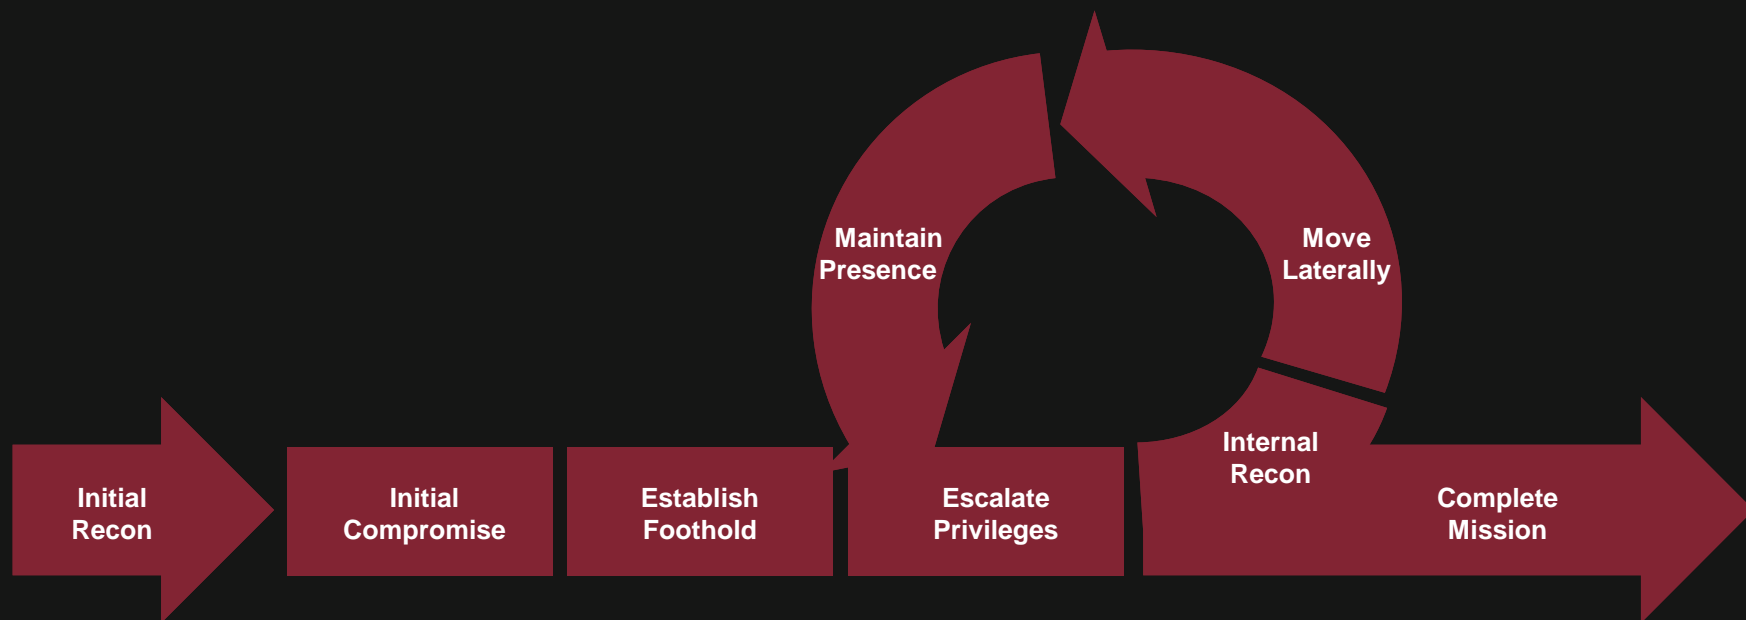 Maintain
Presence
Move
Laterally
Initial
Recon
Initial
Compromise
Establish
Foothold
Escalate
Privileges
Internal
Recon
Complete
Mission